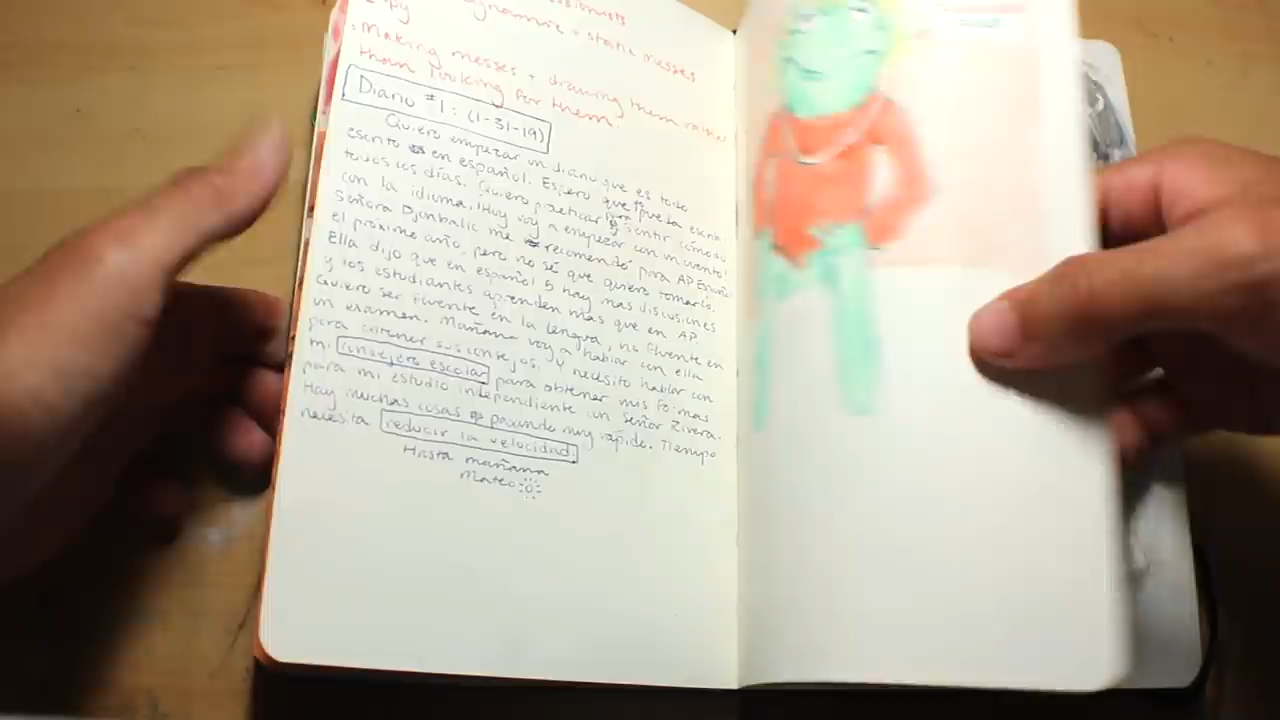 dynamic + static messes
• Making messes + drawing them rather
than looking for them.
Diario #1: (1-31-19)
Quiero empezar un diario que es todo
escrito en español. Espero que pueda escribir
todos los días. Quiero practicar y sentir cómodo
con la idioma. ¡Hoy voy a empezar con un cuento!
Señora Djonbalic me recomendó para AP Español
el próximo año, pero no sé que quiero tomarlo.
Ella dijo que en español 5 hay mas discusiones
y los estudiantes aprenden más que en AP.
Quiero ser fluente en la lengua, no fluente en
un examen. Mañana voy a hablar con ella
para obtener sus consejos. Y necesito hablar con
mi consejero escolar para obtener mis formas
para mi estudio independiente con Señor Rivera.
Hay muchas cosas pasando muy rápido. Tiempo
necesita reducir la velocidad.
Hasta mañana
Mateo